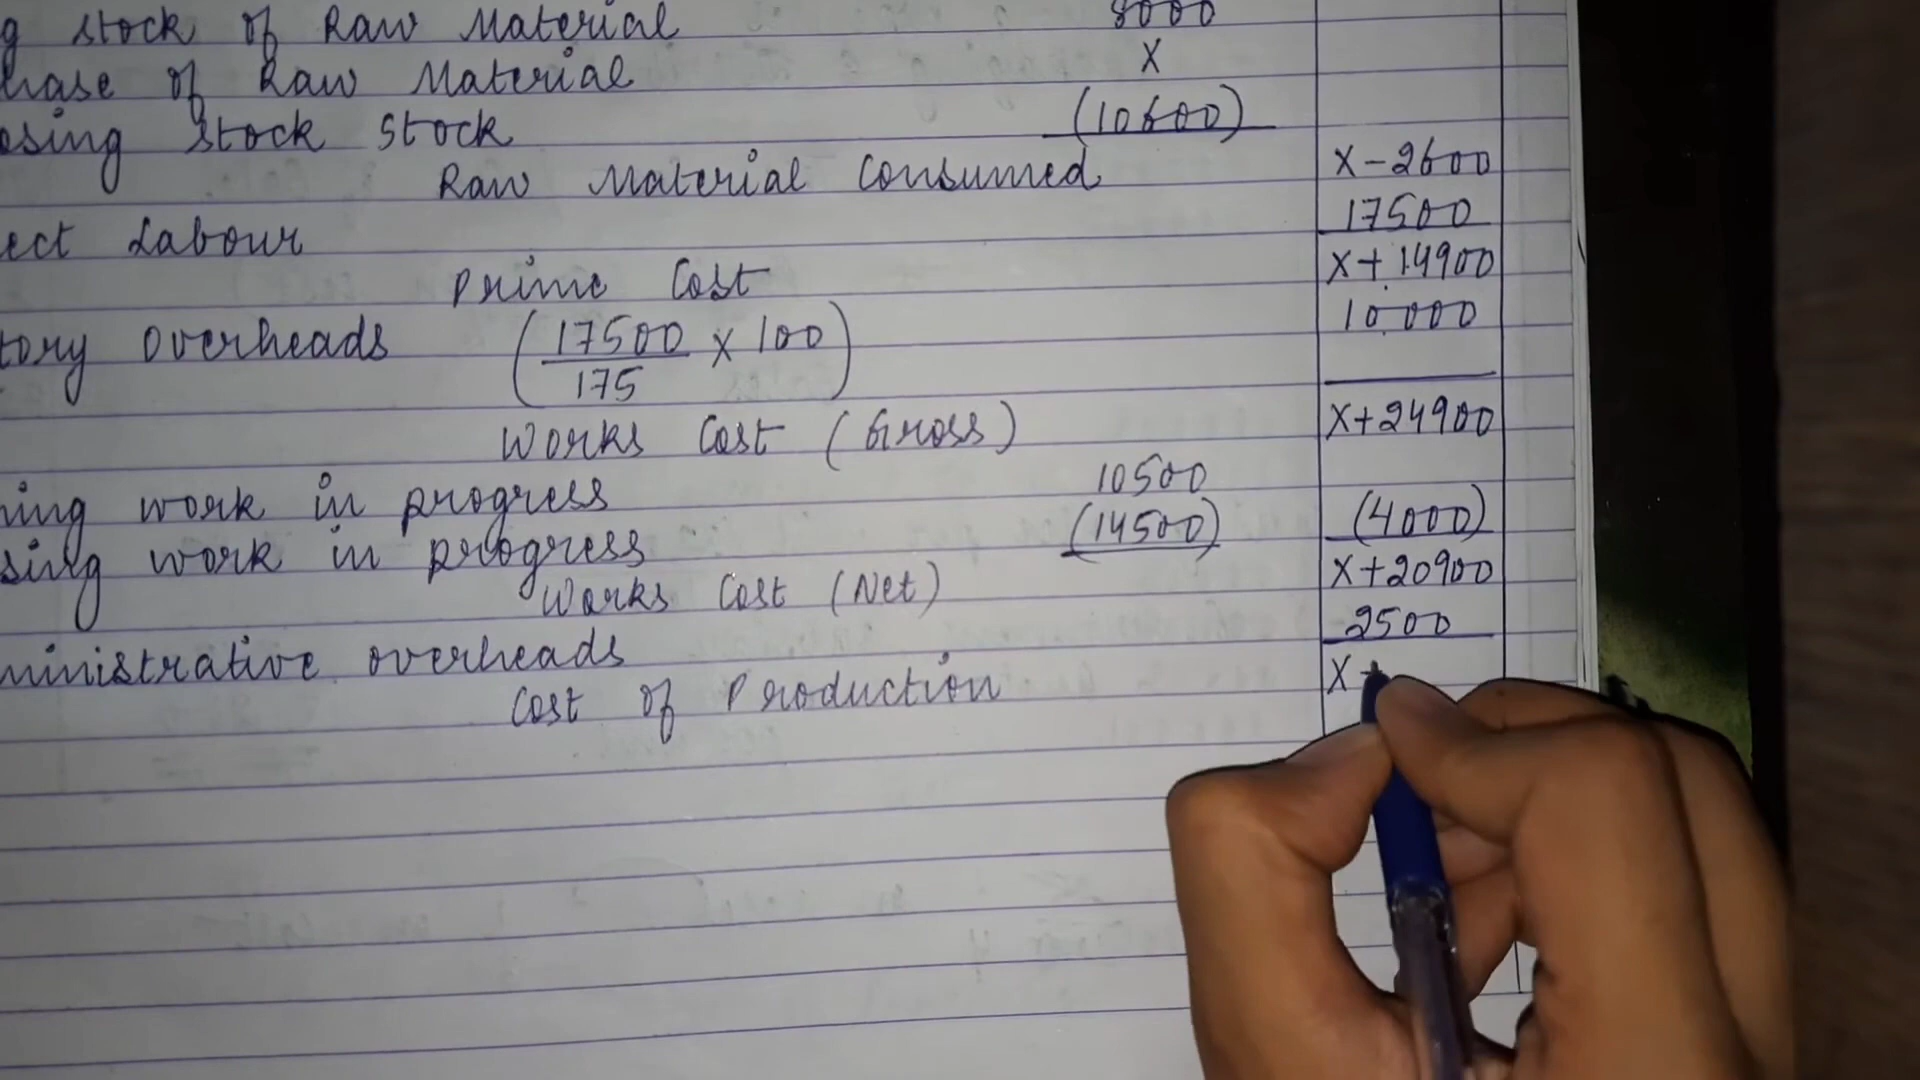 g stock of Raw Material 8000
hase of Raw Material X
osing stock stock (10600)
Raw Material Consumed X-2600
ect Labour 17500
Prime Cost X+14900
tory overheads (17500/175 X 100) 10000
Works Cost (Gross) X+24900
ning work in progress 10500
sing work in progress (14500) (4000)
Works Cost (Net) X+20900
ministrative overheads 2500
Cost of Production X+